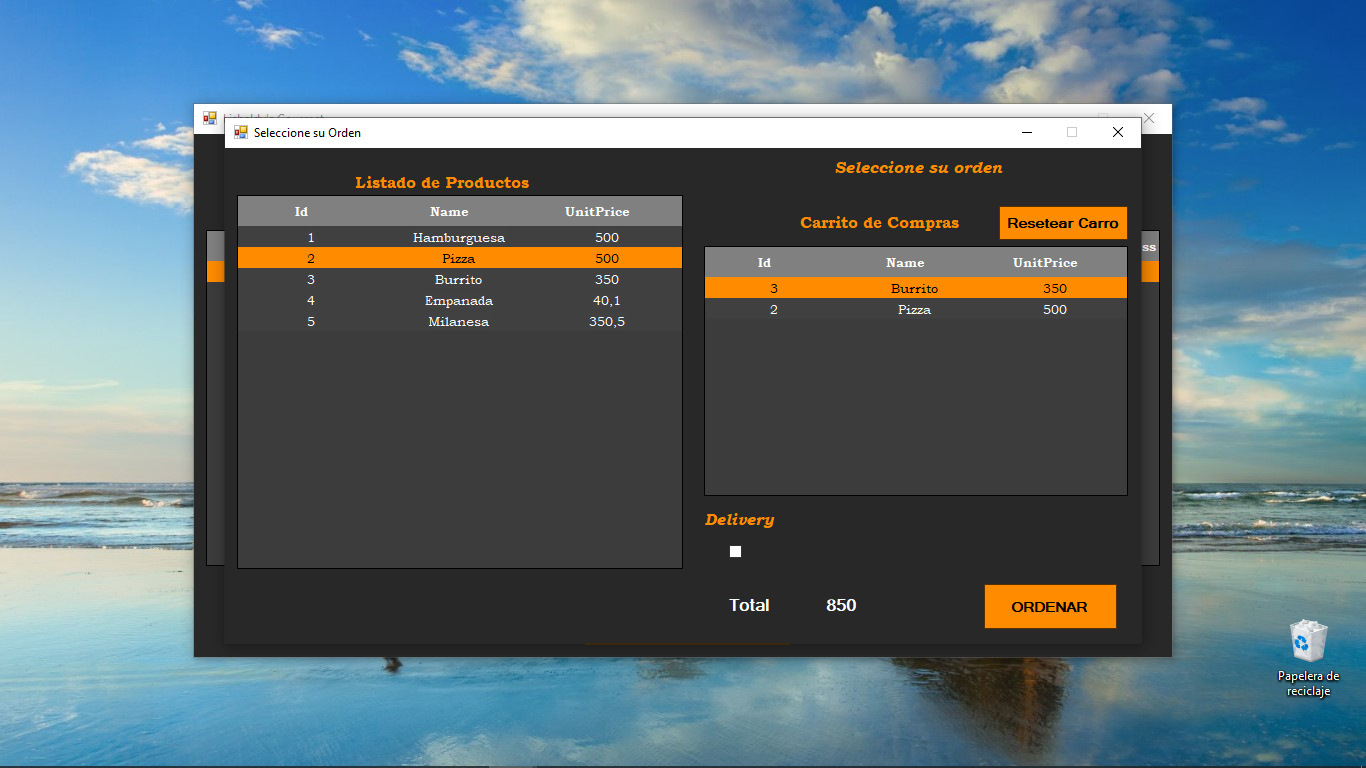 Seleccione su Orden
Seleccione su orden
Listado de Productos
Id Name UnitPrice
1 Hamburguesa 500
2 Pizza 500
3 Burrito 350
4 Empanada 40,1
5 Milanesa 350,5
Carrito de Compras
Resetear Carro
Id Name UnitPrice
3 Burrito 350
2 Pizza 500
ss
Delivery
Total 850
ORDENAR
Papelera de
reciclaje